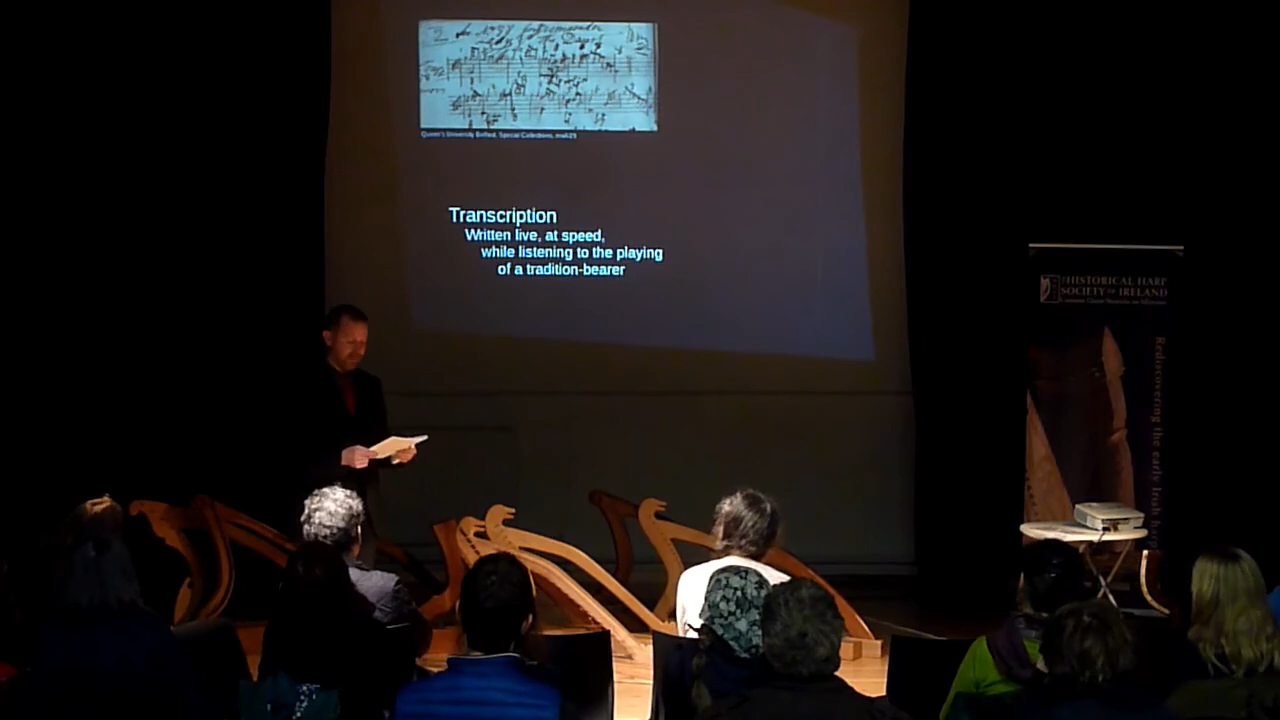 Queen's University Belfast, Special Collections, ms4/29
Transcription
Written live, at speed,
while listening to the playing
of a tradition-bearer
THE HISTORICAL HARP
SOCIETY OF IRELAND
Rediscovering the early Irish harp